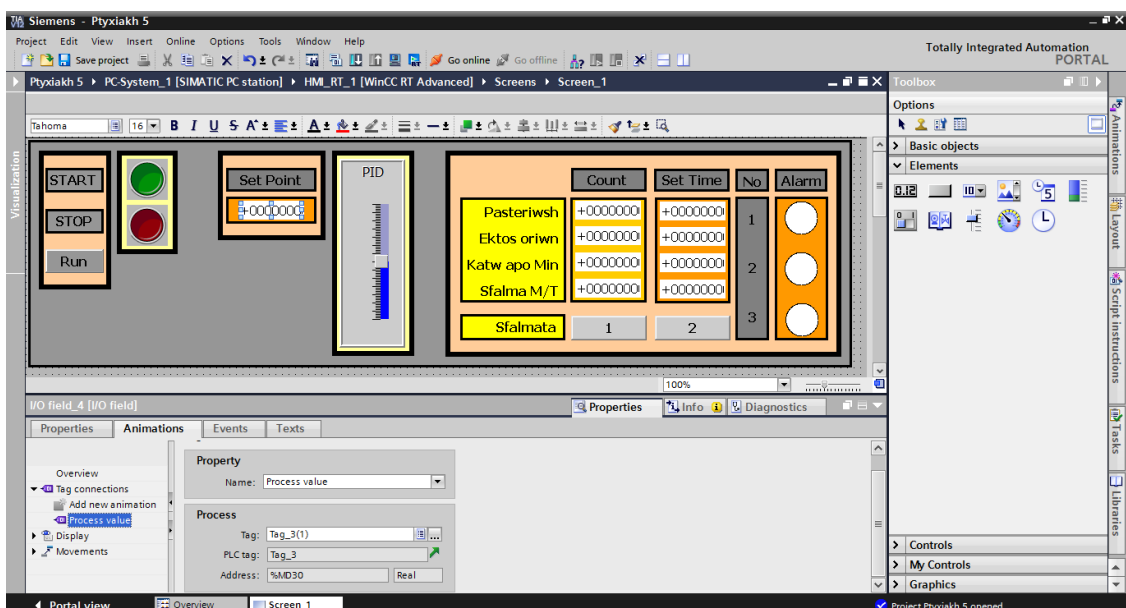 Siemens - Ptyxiakh 5
Project Edit View Insert Online Options Tools Window Help
Totally Integrated Automation
PORTAL
Save project Go online Go offline
Ptyxiakh 5 PC-System_1 [SIMATIC PC station] HMI_RT_1 [WinCC RT Advanced] Screens Screen_1
Toolbox
Options
Tahoma 16 B I U S A
Basic objects
Elements
Visualization
START
STOP
Run
Set Point
+0000000
PID
Count Set Time No Alarm
Pasteriwsh +0000000 +0000000 1
Ektos oriwn +0000000 +0000000
Katw apo Min +0000000 +0000000 2
Sfalma M/T +0000000 +0000000
Sfalmata 1 2 3
100%
I/O field_4 [I/O field]
Properties Info Diagnostics
Properties Animations Events Texts
Overview
Tag connections
Add new animation
Process value
Display
Movements
Property
Name: Process value
Process
Tag: Tag_3(1)
PLC tag: Tag_3
Address: %MD30 Real
Controls
My Controls
Graphics
Animations
Layout
Script instructions
Tasks
Libraries
Portal view Overview Screen_1
Project Ptyxiakh 5 opened.